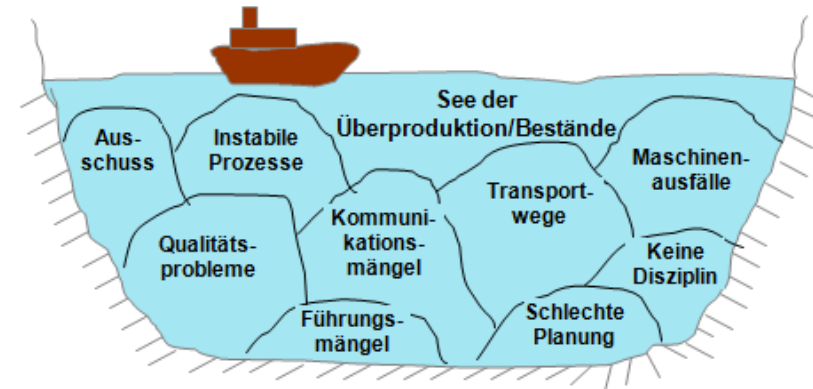 See der
Überproduktion/Bestände
Aus-
schuss
Instabile
Prozesse
Maschinen-
ausfälle
Transport-
wege
Kommuni-
kations-
mängel
Qualitäts-
probleme
Keine
Disziplin
Führungs-
mängel
Schlechte
Planung